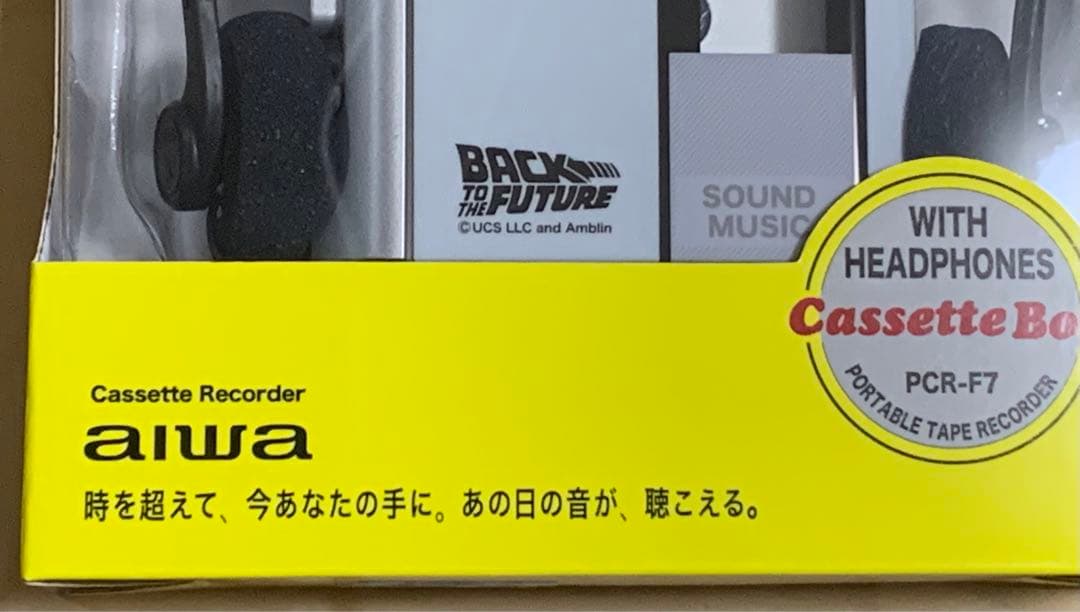 BACK
TO THE FUTURE
©UCS LLC and Amblin
SOUND
MUSIC
WITH
HEADPHONES
Cassette Bo
PCR-F7
PORTABLE TAPE RECORDER
Cassette Recorder
aiwa
時を超えて、今あなたの手に。あの日の音が、聴こえる。